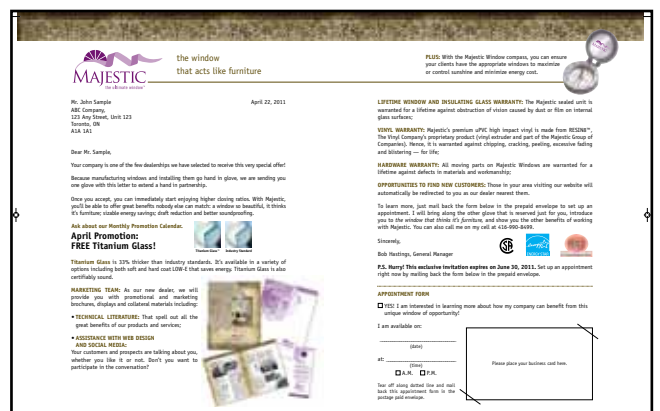 MAJESTIC
the ultimate window™
the window
that acts like furniture
PLUS: With the Majestic Window compass, you can ensure
your clients have the appropriate windows to maximize
or control sunshine and minimize energy cost.
Mr. John Sample
April 22, 2011
ABC Company,
123 Any Street, Unit 123
Toronto, ON
A1A 1A1
Dear Mr. Sample,
Your company is one of the few dealerships we have selected to receive this very special offer!
Because manufacturing windows and installing them go hand in glove, we are sending you
one glove with this letter to extend a hand in partnership.
Once you accept, you can immediately start enjoying higher closing ratios. With Majestic,
you'll be able to offer great benefits nobody else can match: a window so beautiful, it thinks
it's furniture; sizable energy savings; draft reduction and better soundproofing.
Ask about our Monthly Promotion Calendar.
April Promotion:
FREE Titanium Glass!
Titanium Glass™
Industry Standard
Titanium Glass is 33% thicker than industry standards. It's available in a variety of
options including both soft and hard coat LOW-E that saves energy. Titanium Glass is also
certifiably sound.
MARKETING TEAM: As our new dealer, we will
provide you with promotional and marketing
brochures, displays and collateral materials including:
• TECHNICAL LITERATURE: That spell out all the
great benefits of our products and services;
• ASSISTANCE WITH WEB DESIGN
AND SOCIAL MEDIA:
Your customers and prospects are talking about you,
whether you like it or not. Don't you want to
participate in the conversation?
LIFETIME WINDOW AND INSULATING GLASS WARRANTY: The Majestic sealed unit is
warranted for a lifetime against obstruction of vision caused by dust or film on internal
glass surfaces;
VINYL WARRANTY: Majestic's premium uPVC high impact vinyl is made from RESIN8™,
The Vinyl Company's proprietary product (vinyl extruder and part of the Majestic Group of
Companies). Hence, it is warranted against chipping, cracking, peeling, excessive fading
and blistering — for life;
HARDWARE WARRANTY: All moving parts on Majestic Windows are warranted for a
lifetime against defects in materials and workmanship;
OPPORTUNITIES TO FIND NEW CUSTOMERS: Those in your area visiting our website will
automatically be redirected to you as our dealer nearest them.
To learn more, just mail back the form below in the prepaid envelope to set up an
appointment. I will bring along the other glove that is reserved just for you, introduce
you to the window that thinks it's furniture, and show you the other benefits of working
with Majestic. You can also call me on my cell at 416-990-8499.
Sincerely,
Bob Hastings, General Manager
P.S. Hurry! This exclusive invitation expires on June 30, 2011. Set up an appointment
right now by mailing back the form below in the prepaid envelope.
APPOINTMENT FORM
YES! I am interested in learning more about how my company can benefit from this
unique window of opportunity!
I am available on:
(date)
at:
(time)
A.M. P.M.
Please place your business card here.
Tear off along dotted line and mail
back this appointment form in the
postage paid envelope.